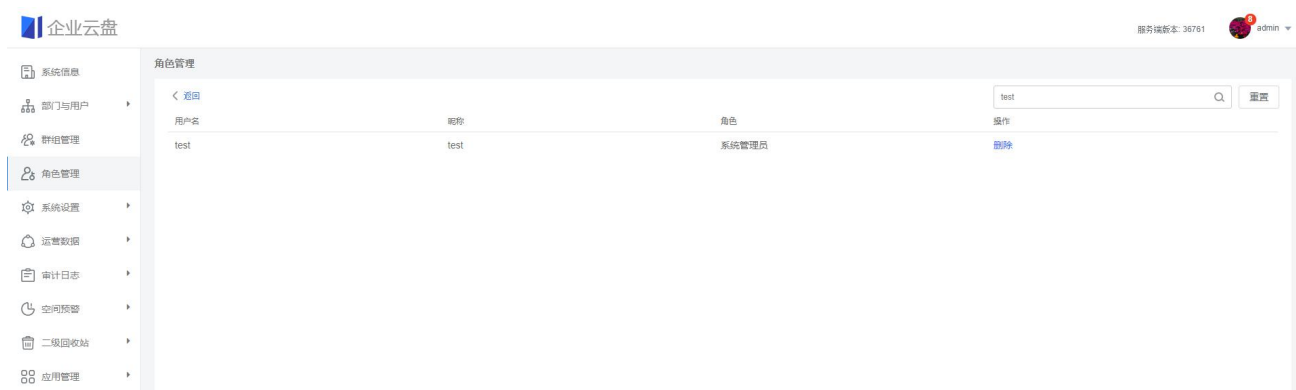 企业云盘
服务端版本: 36761
8
admin
系统信息
部门与用户
群组管理
角色管理
系统设置
运营数据
审计日志
空间预警
二级回收站
应用管理
角色管理
返回
test
重置
用户名 昵称 角色 操作
test test 系统管理员 删除